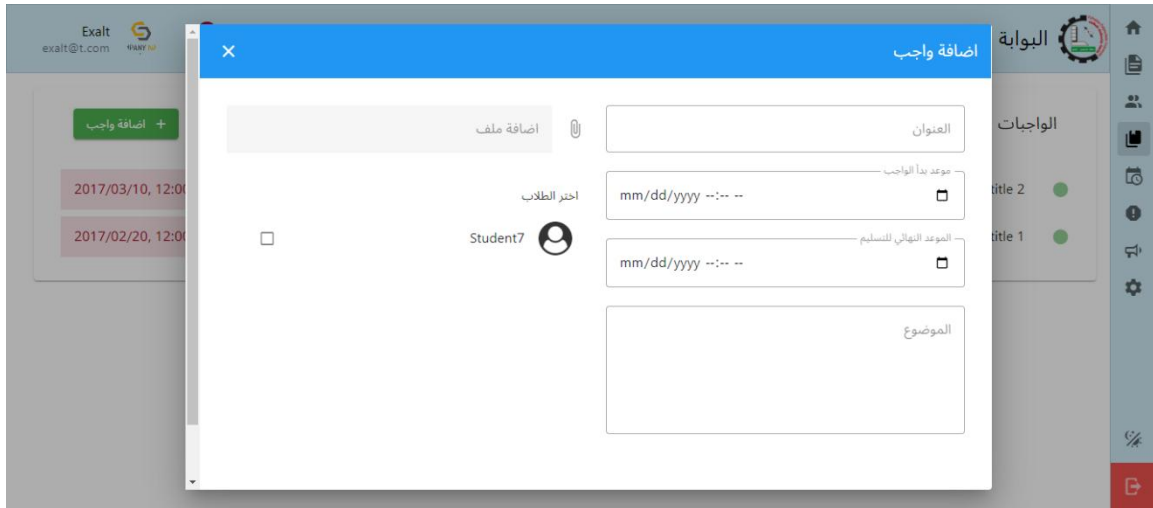 البوابة
Exalt
exalt@t.com
اضافة واجب
الواجبات
+ اضافة واجب
title 2
2017/03/10, 12:00
title 1
2017/02/20, 12:00
العنوان
موعد بدأ الواجب
mm/dd/yyyy --:-- --
الموعد النهائي للتسليم
mm/dd/yyyy --:-- --
الموضوع
اضافة ملف
اختر الطلاب
Student7